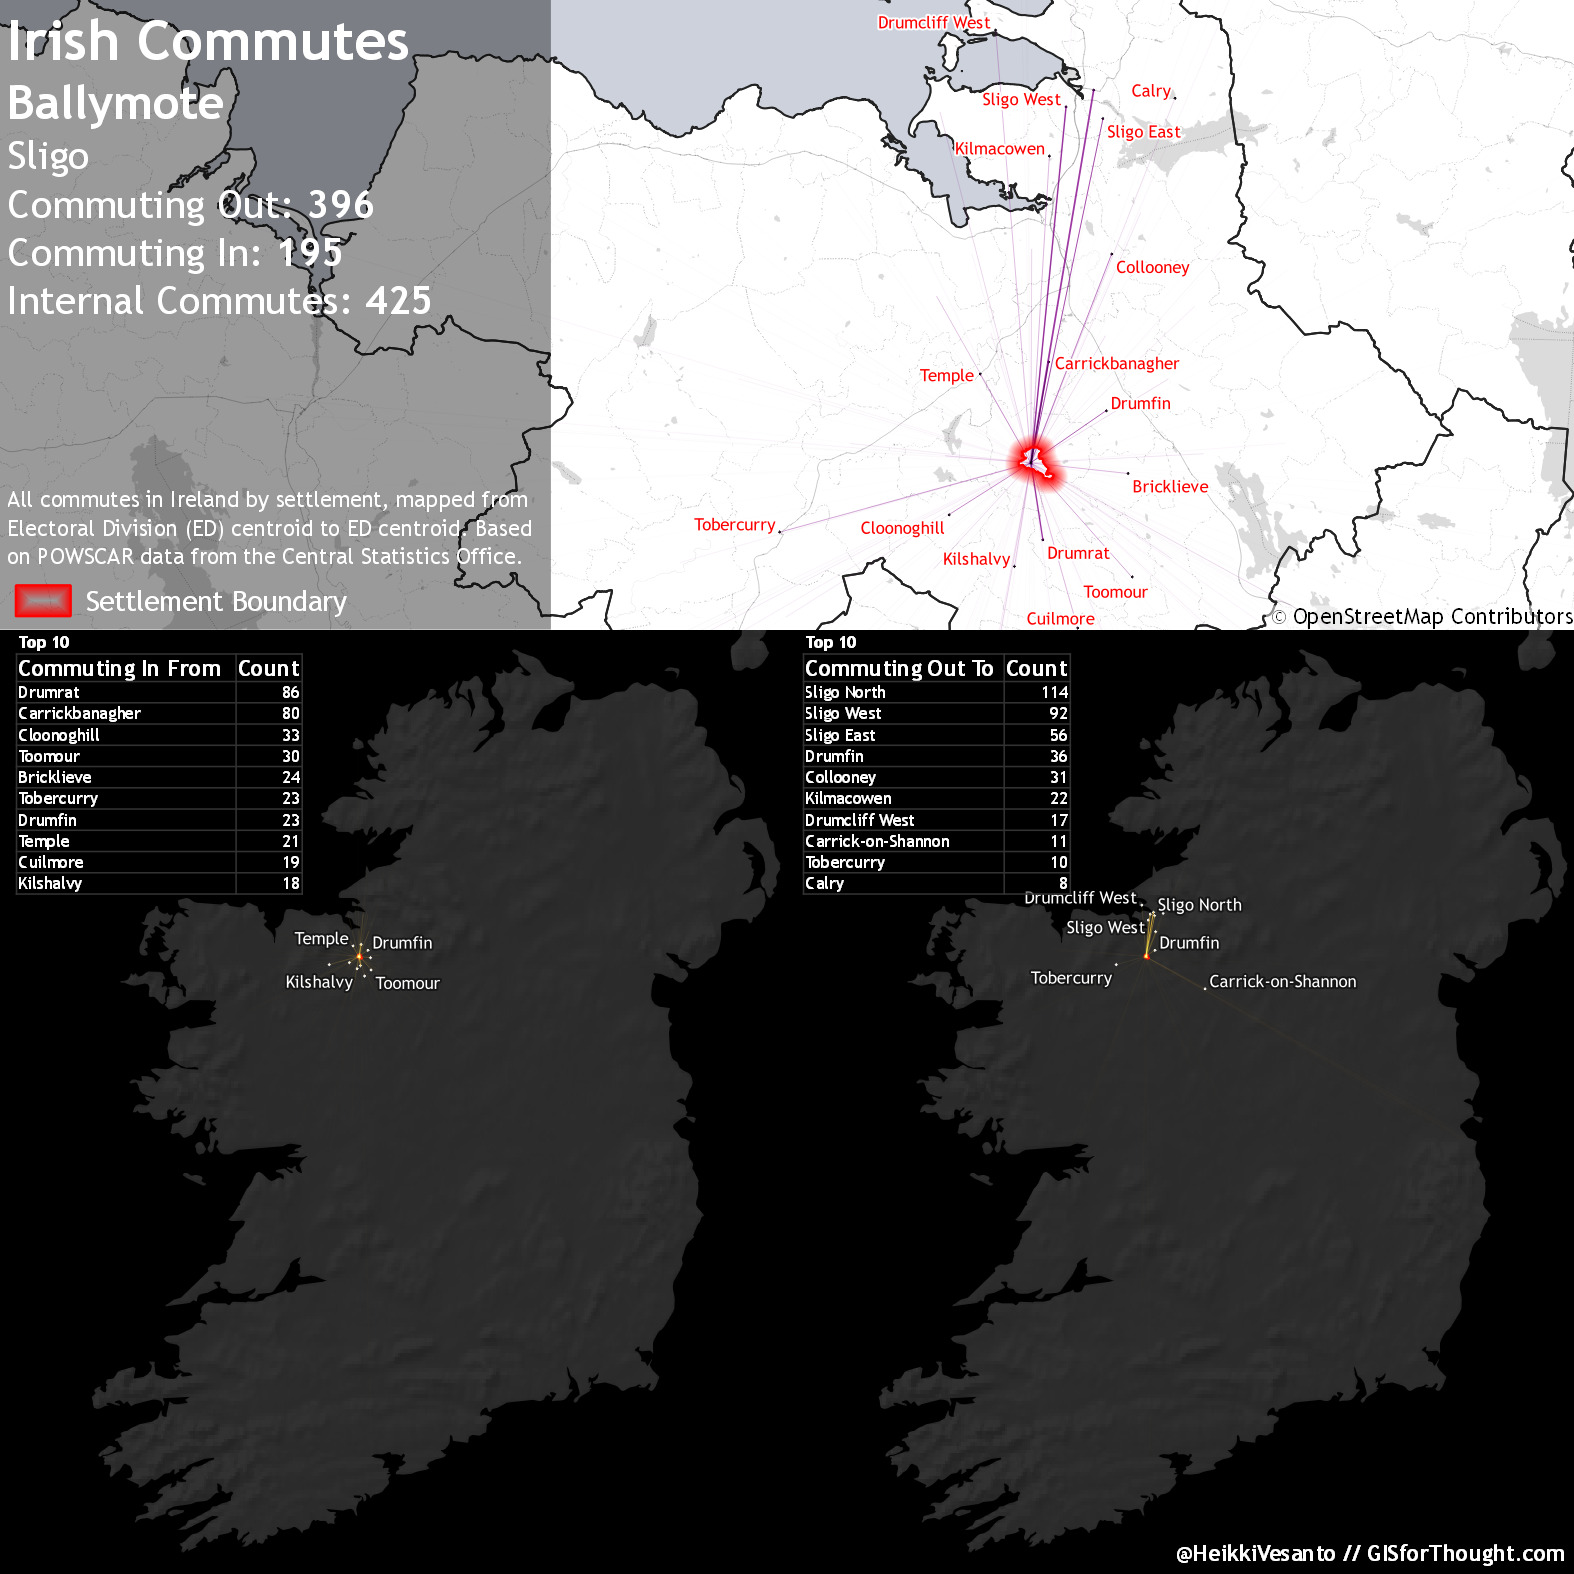 Irish Commutes
Ballymote
Sligo
Commuting Out: 396
Commuting In: 195
Internal Commutes: 425
All commutes in Ireland by settlement, mapped from
Electoral Division (ED) centroid to ED centroid. Based
on POWSCAR data from the Central Statistics Office.
Settlement Boundary
Drumcliff West
Sligo West
Calry
Sligo East
Kilmacowen
Collooney
Carrickbanagher
Temple
Drumfin
Bricklieve
Tobercurry
Cloonoghill
Kilshalvy
Drumrat
Toomour
Cuilmore
© OpenStreetMap Contributors
Top 10
Commuting In From Count
Drumrat 86
Carrickbanagher 80
Cloonoghill 33
Toomour 30
Bricklieve 24
Tobercurry 23
Drumfin 23
Temple 21
Cuilmore 19
Kilshalvy 18
Temple
Drumfin
Kilshalvy
Toomour
Top 10
Commuting Out To Count
Sligo North 114
Sligo West 92
Sligo East 56
Drumfin 36
Collooney 31
Kilmacowen 22
Drumcliff West 17
Carrick-on-Shannon 11
Tobercurry 10
Calry 8
Drumcliff West
Sligo North
Sligo West
Drumfin
Tobercurry
Carrick-on-Shannon
@HeikkiVesanto // GISforThought.com